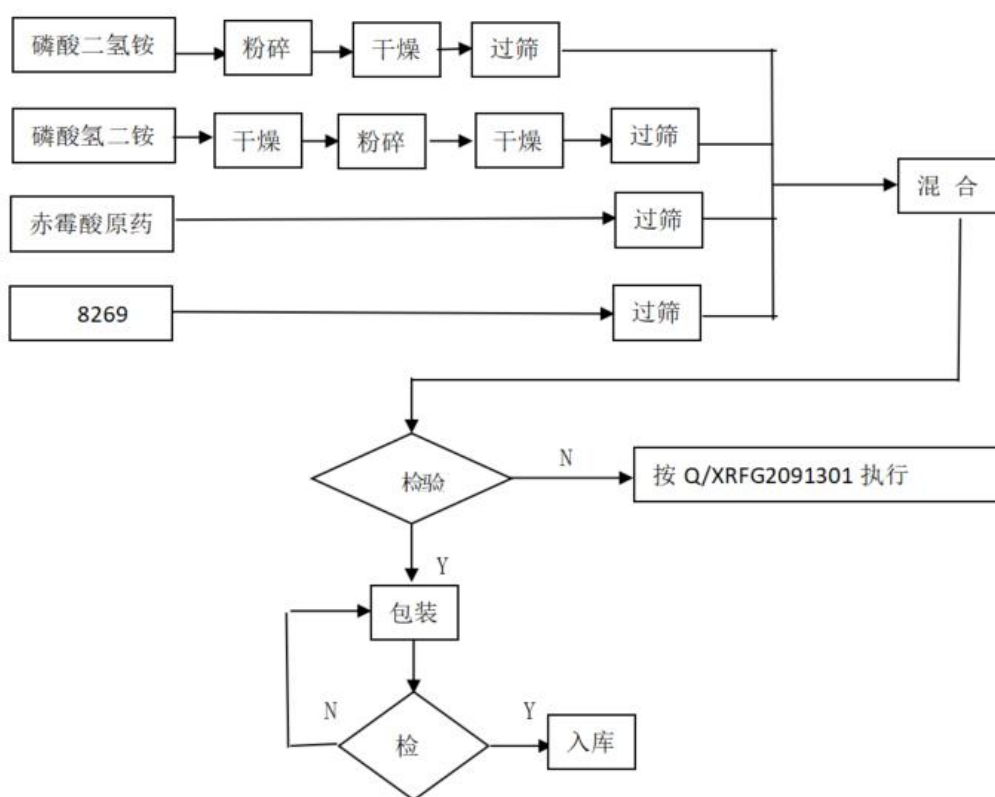 磷酸二氢铵
粉碎
干燥
过筛
磷酸氢二铵
干燥
粉碎
干燥
过筛
混 合
赤霉酸原药
过筛
8269
过筛
检验
N
按 Q/XRFG2091301 执行
Y
包装
N
检
Y
入库